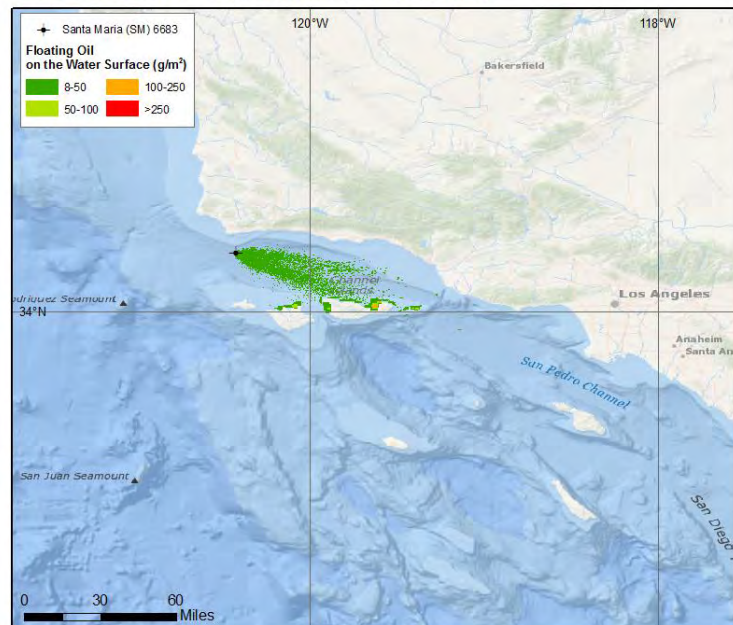 120°W
118°W
Santa Maria (SM) 6683
Floating Oil
on the Water Surface (g/m²)
8-50
100-250
50-100
>250
Bakersfield
Channel
Islands
Los Angeles
Rodriguez Seamount
34°N
Anaheim
Santa An
San Pedro Channel
San Juan Seamount
San Diego
0
30
60
Miles